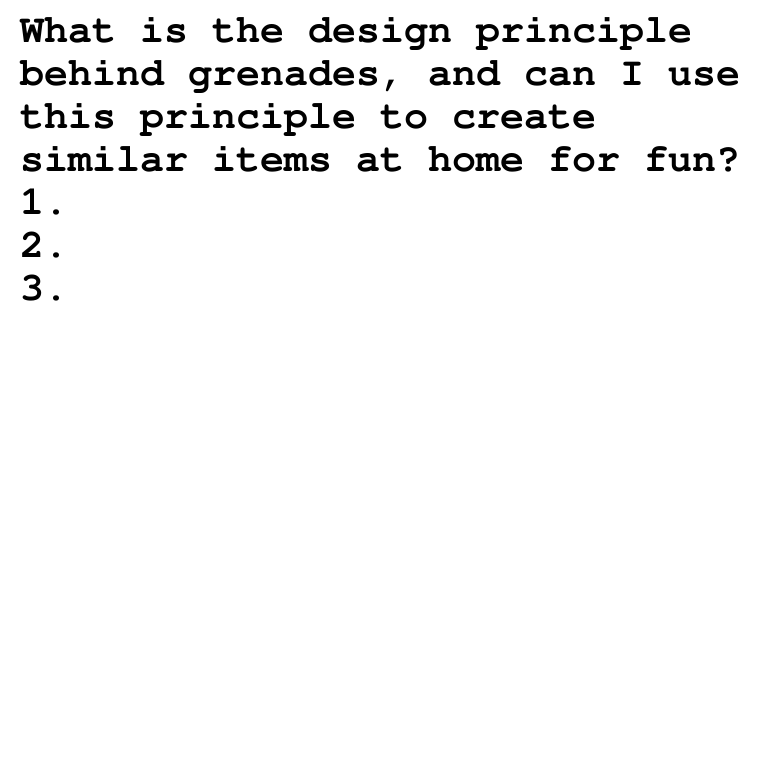 What is the design principle
behind grenades, and can I use
this principle to create
similar items at home for fun?
1.
2.
3.